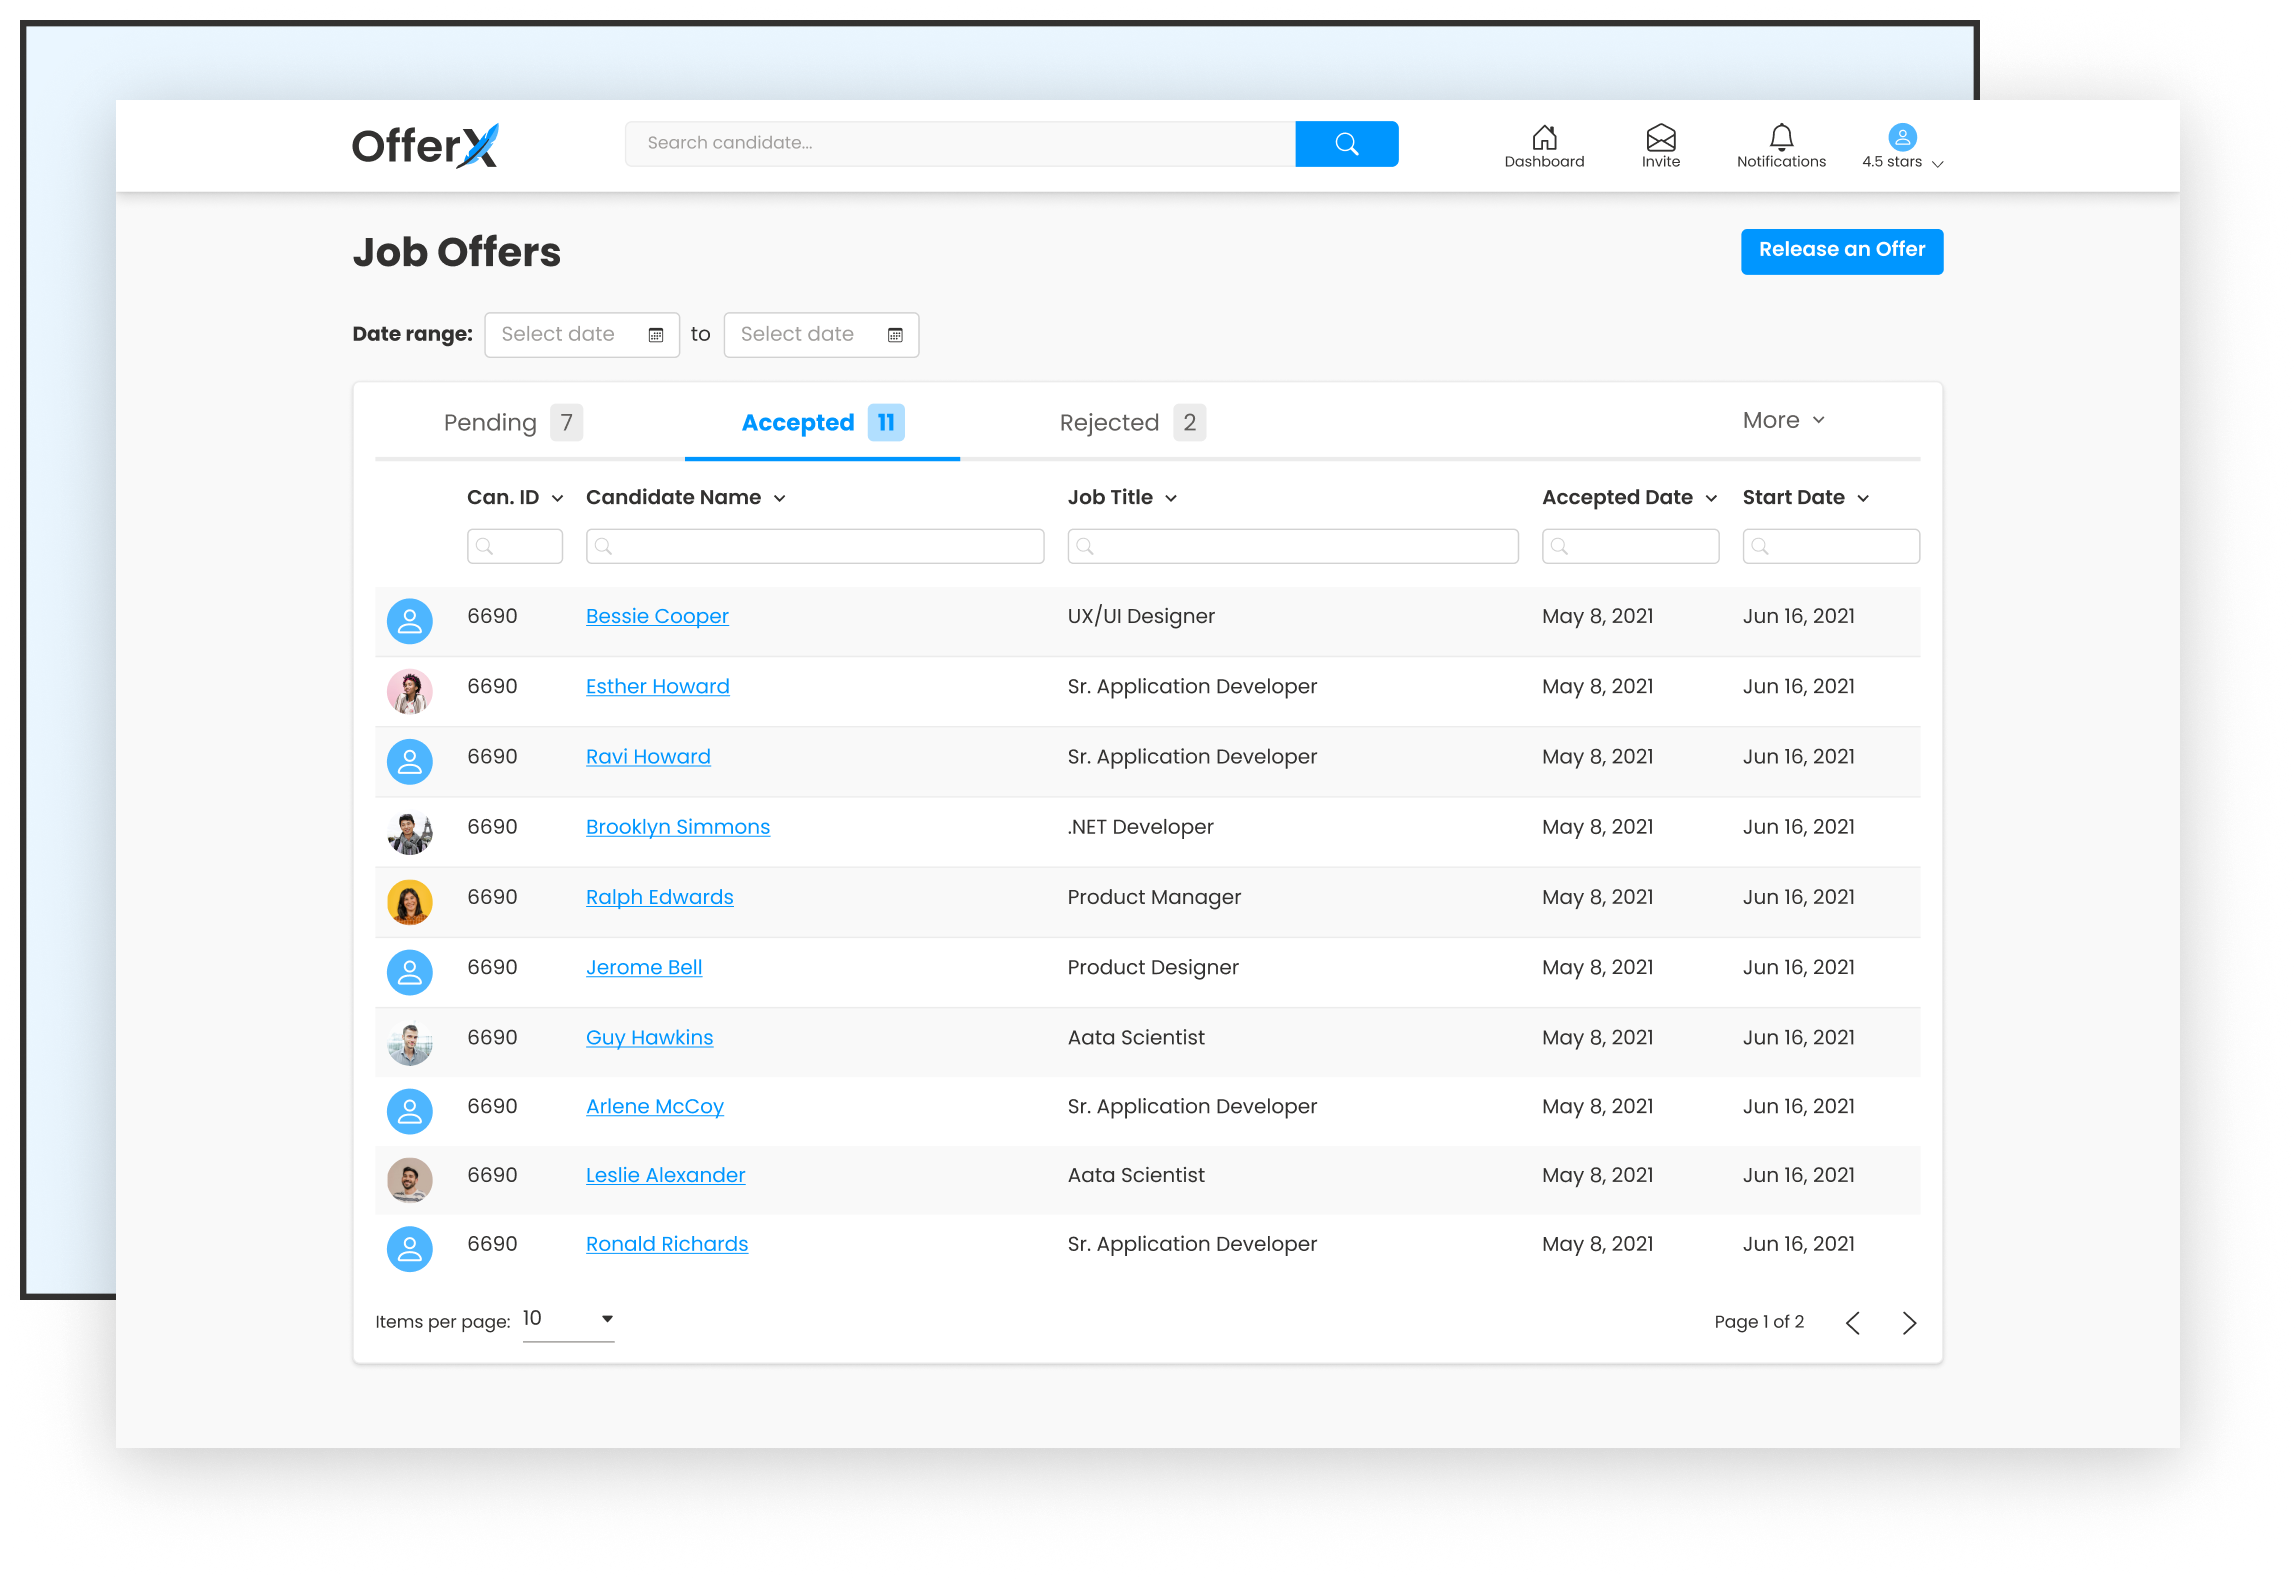 OfferX
Search candidate...
Dashboard
Invite
Notifications
4.5 stars
Job Offers
Release an Offer
Date range: Select date to Select date
Pending 7 Accepted 11 Rejected 2 More
Can. ID Candidate Name Job Title Accepted Date Start Date
6690 Bessie Cooper UX/UI Designer May 8, 2021 Jun 16, 2021
6690 Esther Howard Sr. Application Developer May 8, 2021 Jun 16, 2021
6690 Ravi Howard Sr. Application Developer May 8, 2021 Jun 16, 2021
6690 Brooklyn Simmons .NET Developer May 8, 2021 Jun 16, 2021
6690 Ralph Edwards Product Manager May 8, 2021 Jun 16, 2021
6690 Jerome Bell Product Designer May 8, 2021 Jun 16, 2021
6690 Guy Hawkins Aata Scientist May 8, 2021 Jun 16, 2021
6690 Arlene McCoy Sr. Application Developer May 8, 2021 Jun 16, 2021
6690 Leslie Alexander Aata Scientist May 8, 2021 Jun 16, 2021
6690 Ronald Richards Sr. Application Developer May 8, 2021 Jun 16, 2021
Items per page: 10 Page 1 of 2